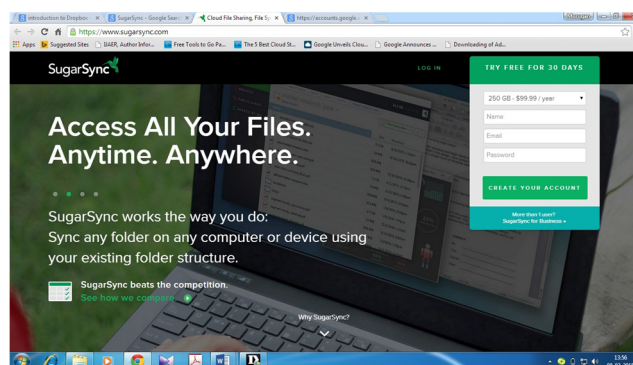 introduction to Dropbox
SugarSync - Google Sear
Cloud File Sharing, File Sy
https://accounts.google.
https://www.sugarsync.com
Apps
Suggested Sites
IJAER, Author Infor...
Free Tools to Go Pa...
The 5 Best Cloud St...
Google Unveils Clou...
Google Announces ...
Downloading of Ad...
SugarSync
LOG IN
TRY FREE FOR 30 DAYS
250 GB - $99.99 / year
Name
Email
Password
CREATE YOUR ACCOUNT
More than 1 user?
SugarSync for Business »
Access All Your Files.
Anytime. Anywhere.
SugarSync works the way you do:
Sync any folder on any computer or device using
your existing folder structure.
SugarSync beats the competition.
See how we compare
Why SugarSync?
13:56